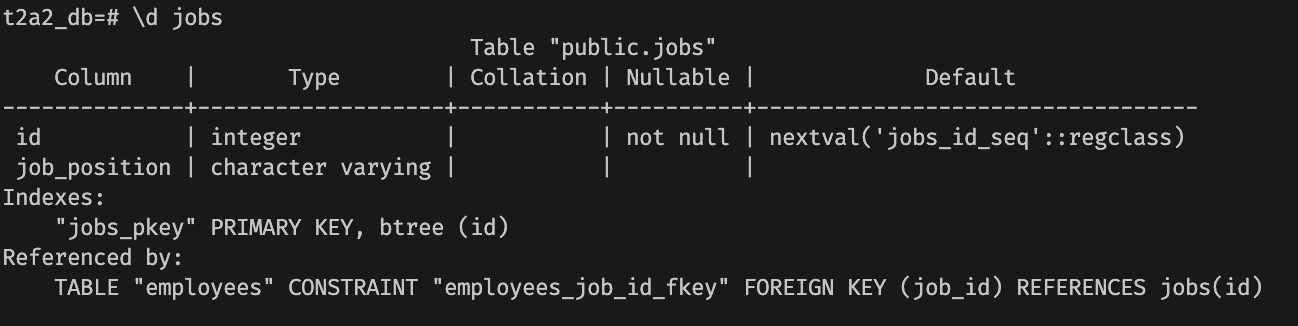 t2a2_db=# \d jobs
                                  Table "public.jobs"
    Column    |       Type        | Collation | Nullable |             Default
--------------+-------------------+-----------+----------+----------------------------------
 id           | integer           |           | not null | nextval('jobs_id_seq'::regclass)
 job_position | character varying |           |          |
Indexes:
    "jobs_pkey" PRIMARY KEY, btree (id)
Referenced by:
    TABLE "employees" CONSTRAINT "employees_job_id_fkey" FOREIGN KEY (job_id) REFERENCES jobs(id)